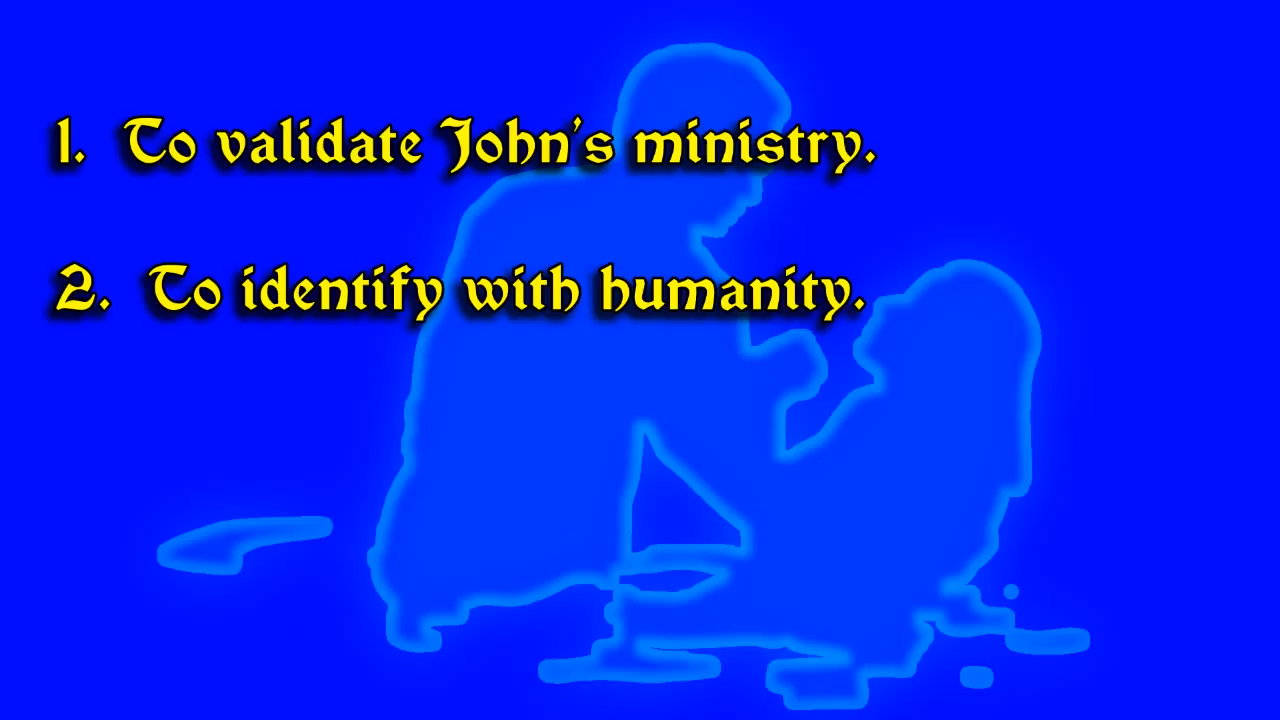 1. To validate John's ministry.
2. To identify with humanity.